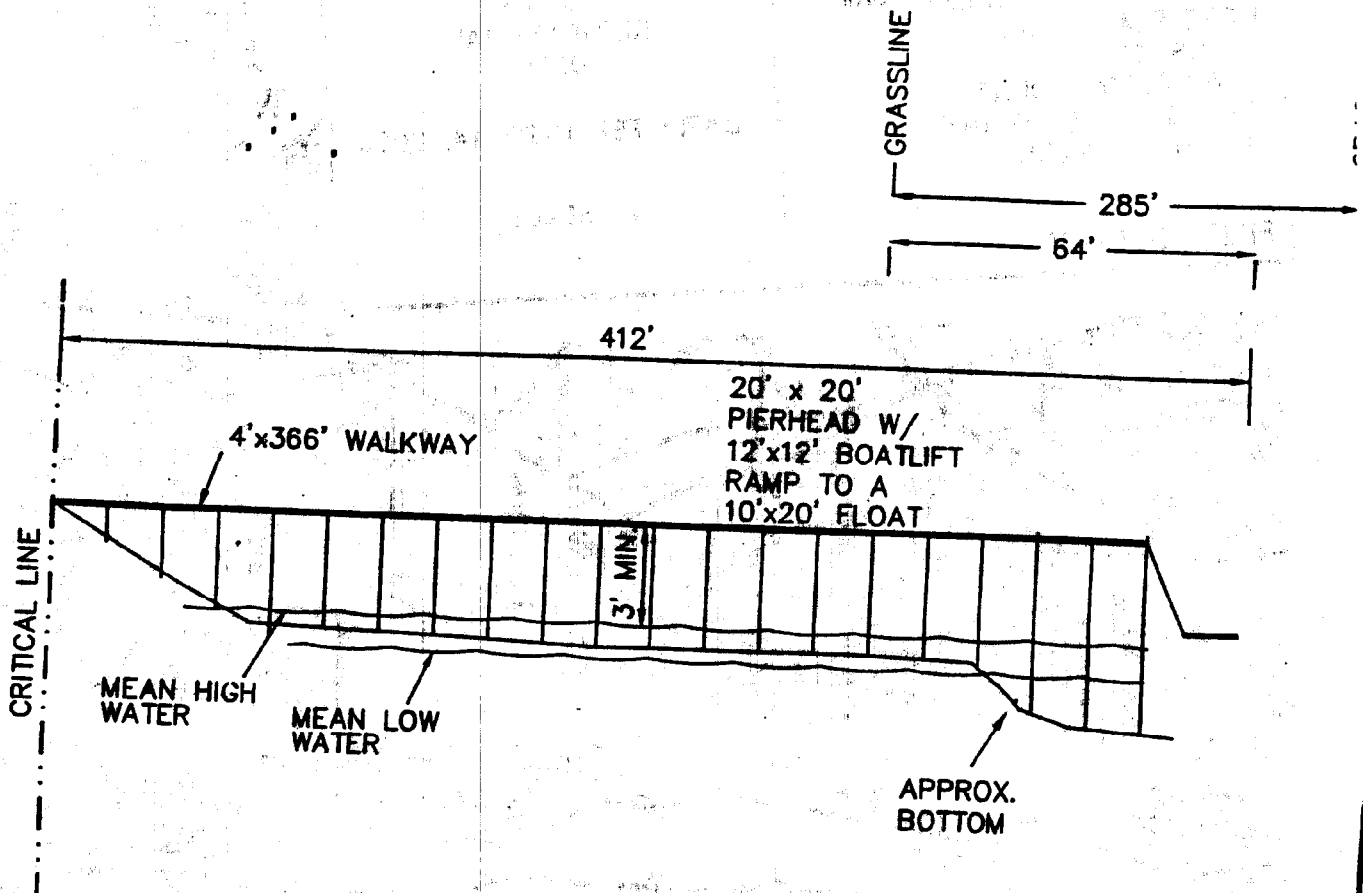 GRASSLINE
285'
64'
412'
20' x 20'
PIERHEAD W/
12'x12' BOATLIFT
RAMP TO A
10'x20' FLOAT
4'x366' WALKWAY
3' MIN.
CRITICAL LINE
MEAN HIGH
WATER
MEAN LOW
WATER
APPROX.
BOTTOM